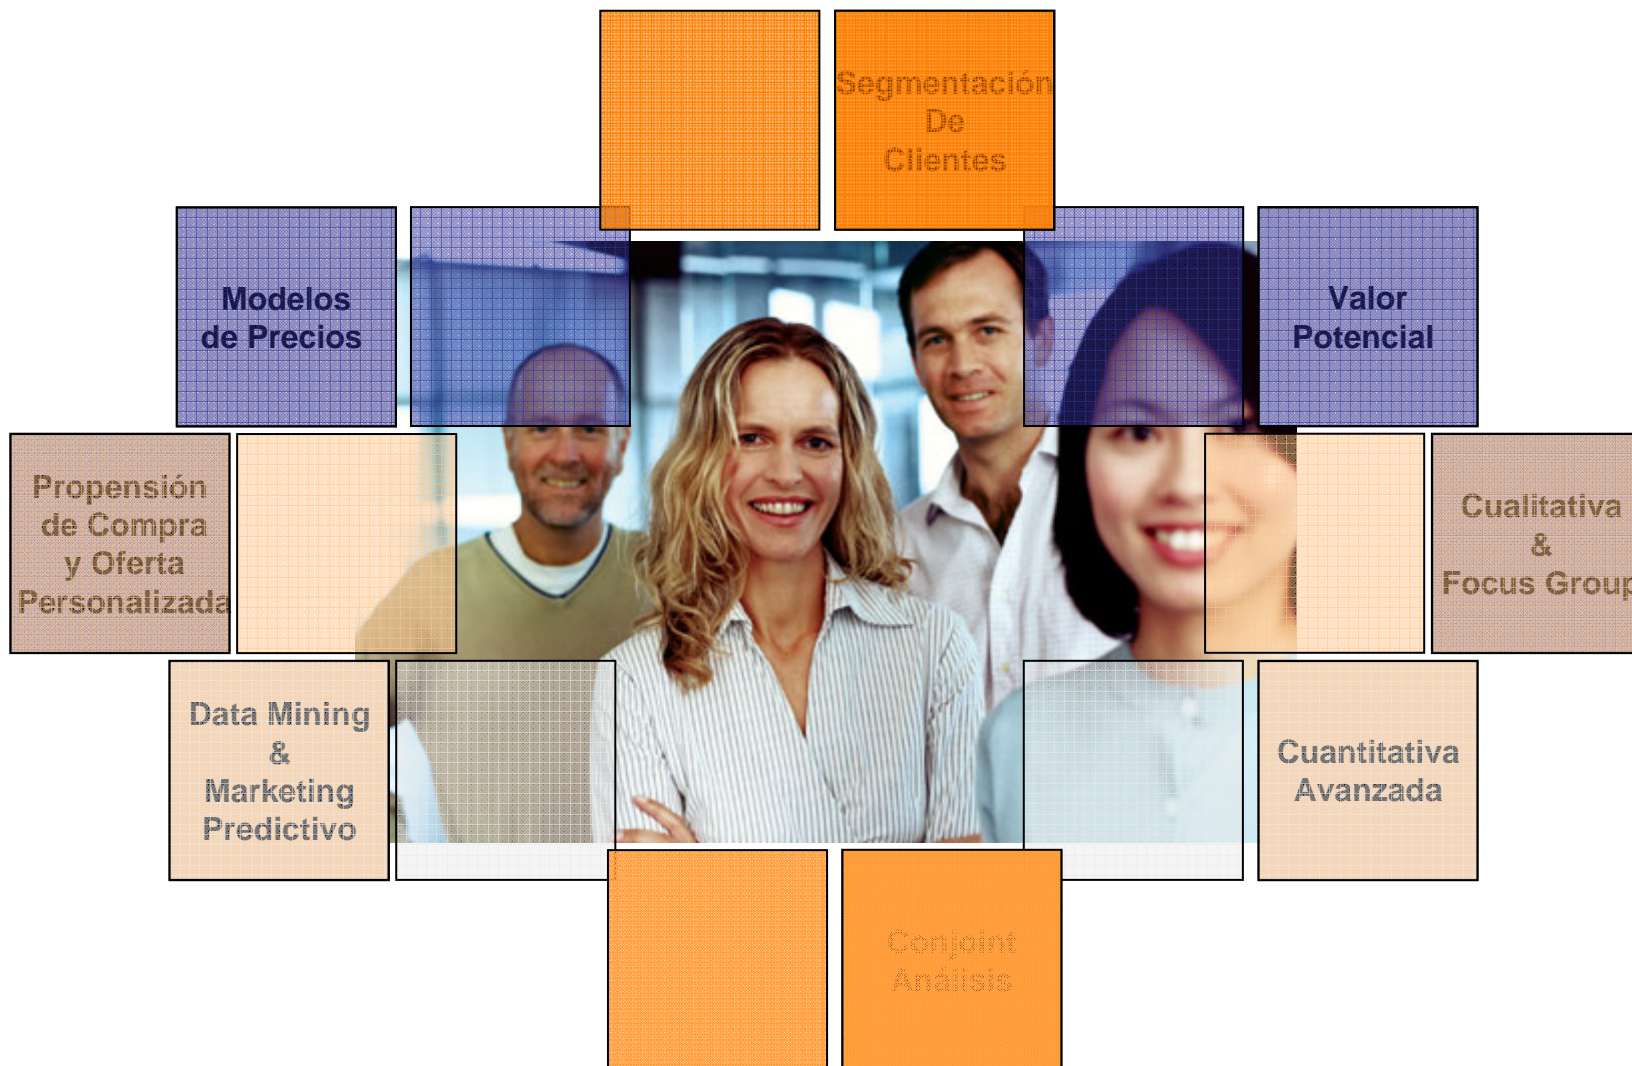 Segmentación
De
Clientes
Modelos
de Precios
Valor
Potencial
Propensión
de Compra
y Oferta
Personalizada
Cualitativa
&
Focus Group
Data Mining
&
Marketing
Predictivo
Cuantitativa
Avanzada
Conjoint
Análisis